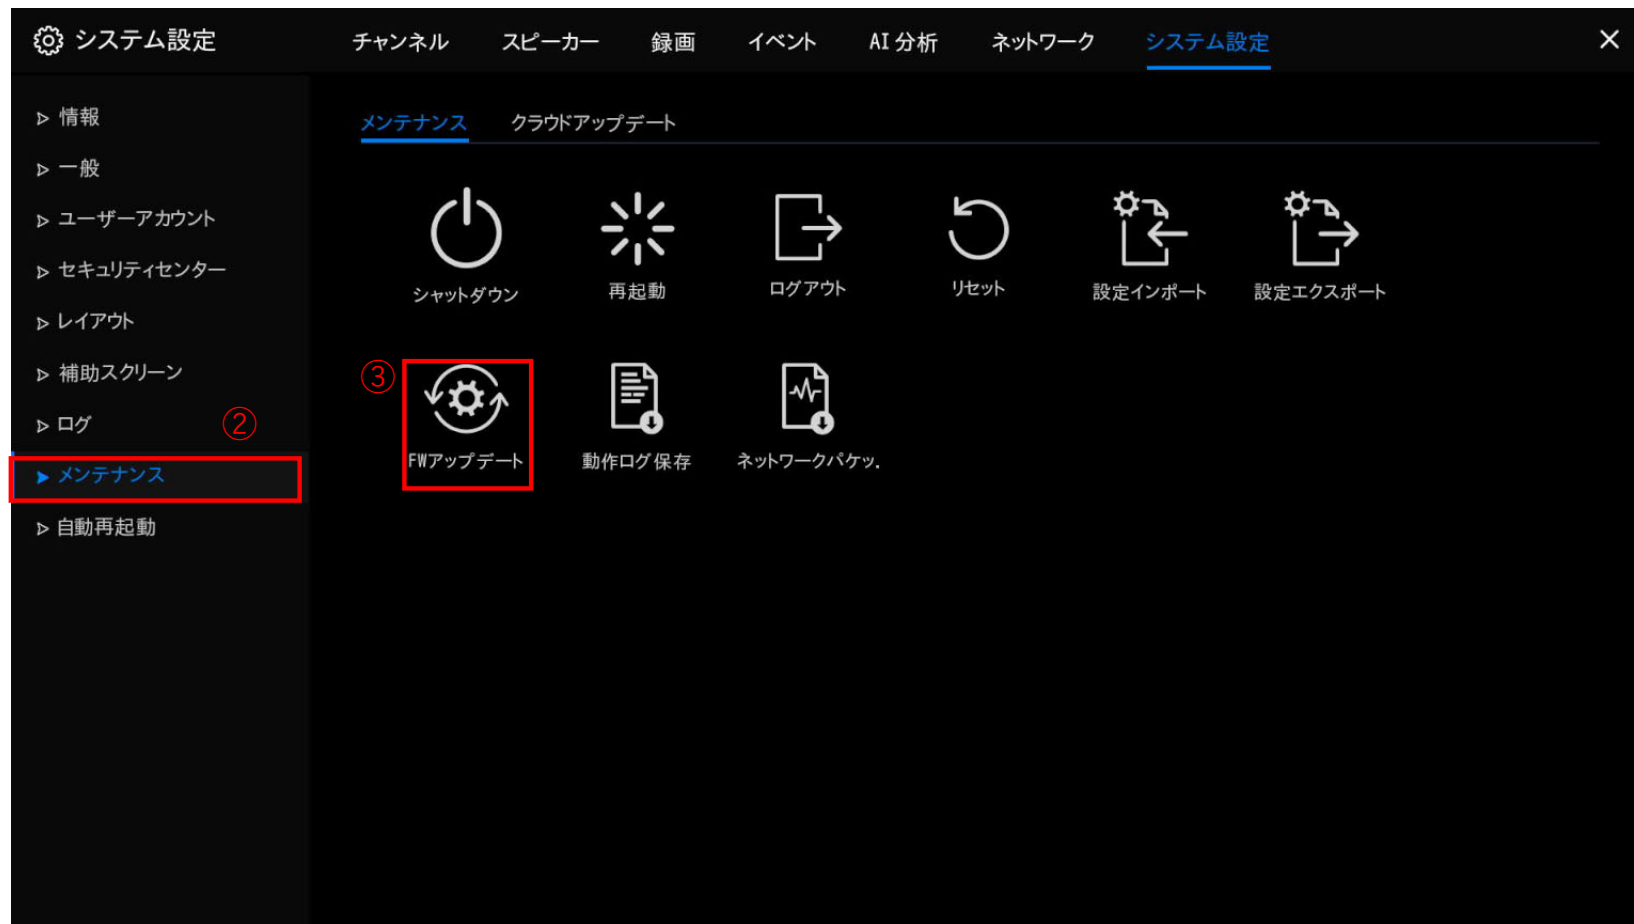 システム設定
チャンネル スピーカー 録画 イベント AI 分析 ネットワーク システム設定
情報
一般
ユーザーアカウント
セキュリティセンター
レイアウト
補助スクリーン
ログ
②
メンテナンス
自動再起動
メンテナンス クラウドアップデート
シャットダウン 再起動 ログアウト リセット 設定インポート 設定エクスポート
③
FWアップデート 動作ログ保存 ネットワークパケッ.